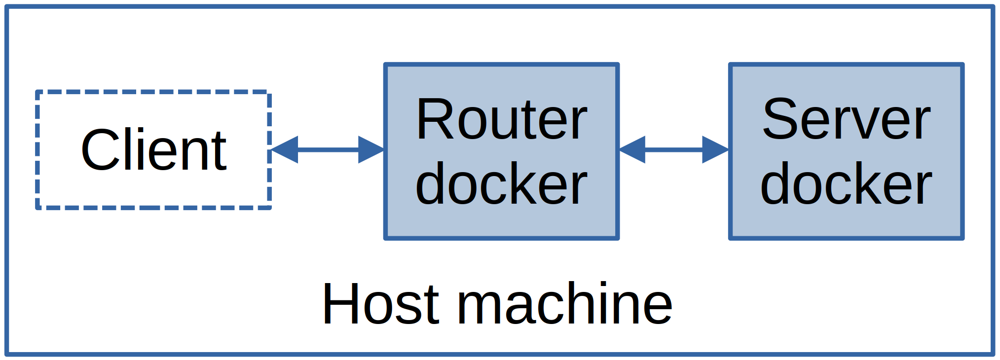 Client
Router
docker
Server
docker
Host machine